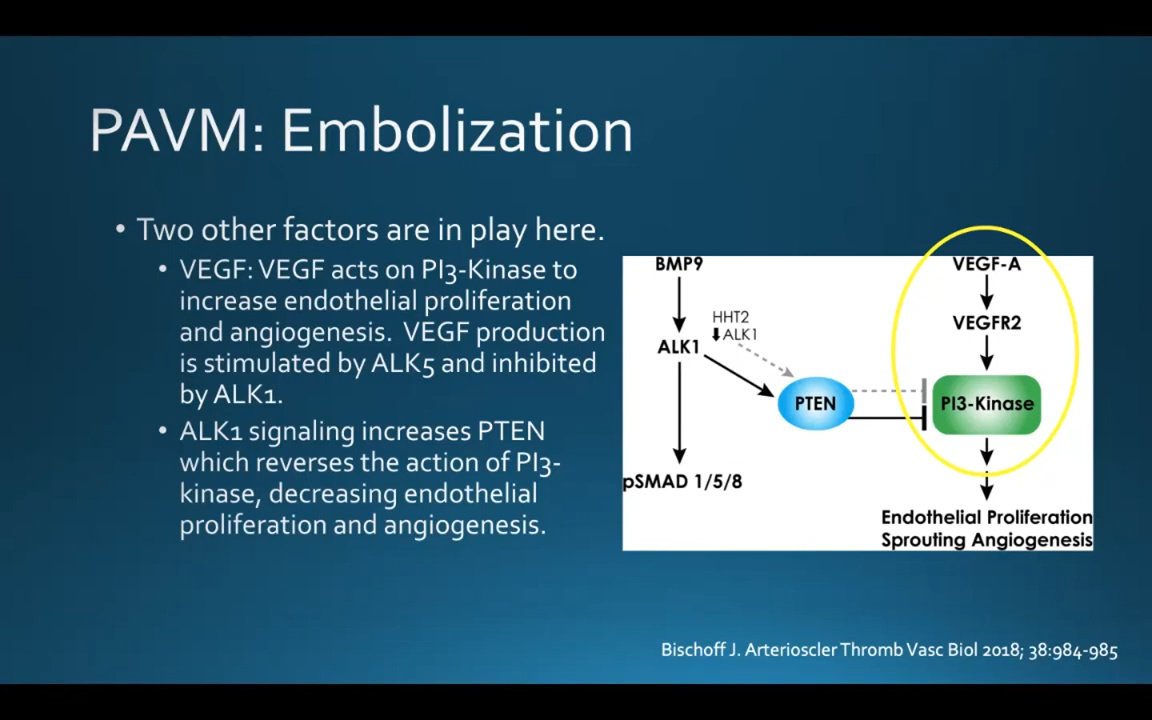 PAVM: Embolization
• Two other factors are in play here.
• VEGF: VEGF acts on PI3-Kinase to
increase endothelial proliferation
and angiogenesis. VEGF production
is stimulated by ALK5 and inhibited
by ALK1.
• ALK1 signaling increases PTEN
which reverses the action of PI3-
kinase, decreasing endothelial
proliferation and angiogenesis.
BMP9
HHT2
⬇ALK1
ALK1
pSMAD 1/5/8
PTEN
VEGF-A
VEGFR2
PI3-Kinase
Endothelial Proliferation
Sprouting Angiogenesis
Bischoff J. Arterioscler Thromb Vasc Biol 2018; 38:984-985